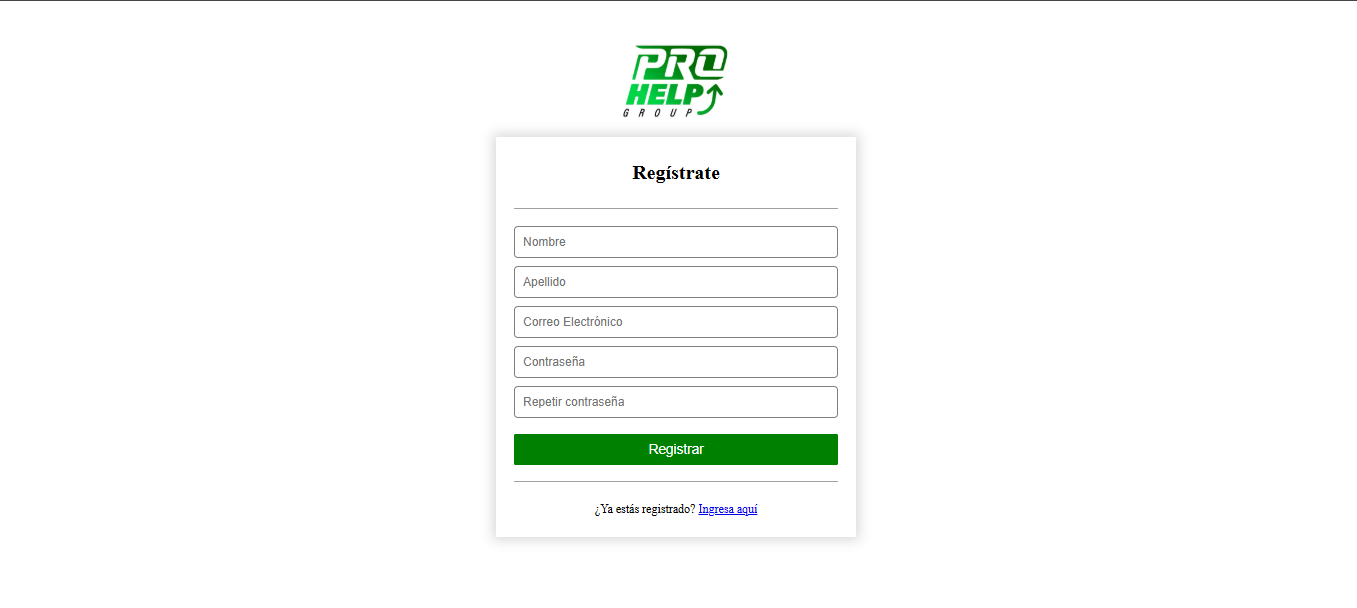 PRO
HELP
GROUP
Regístrate
Nombre
Apellido
Correo Electrónico
Contraseña
Repetir contraseña
Registrar
¿Ya estás registrado? Ingresa aquí